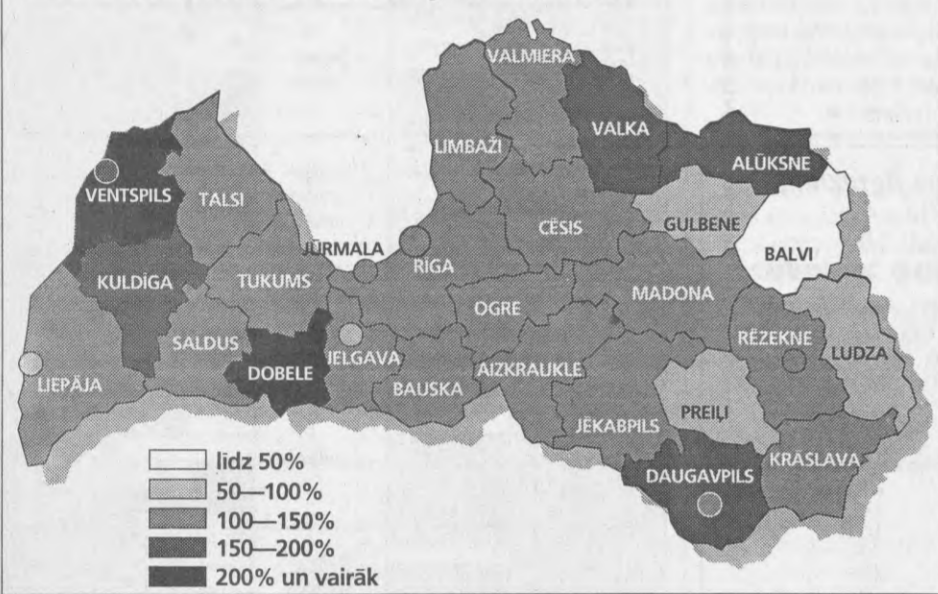 VALMIERA
VALKA
LIMBAŽI
ALŪKSNE
VENTSPILS
TALSI
CĒSIS
GULBENE
JŪRMALA
RĪGA
BALVI
KULDĪGA
TUKUMS
MADONA
OGRE
RĒZEKNE
SALDUS
JELGAVA
LUDZA
LIEPĀJA
DOBELE
BAUSKA
AIZKRAUKLE
PREIĻI
JĒKABPILS
KRĀSLAVA
DAUGAVPILS
līdz 50%
50—100%
100—150%
150—200%
200% un vairāk